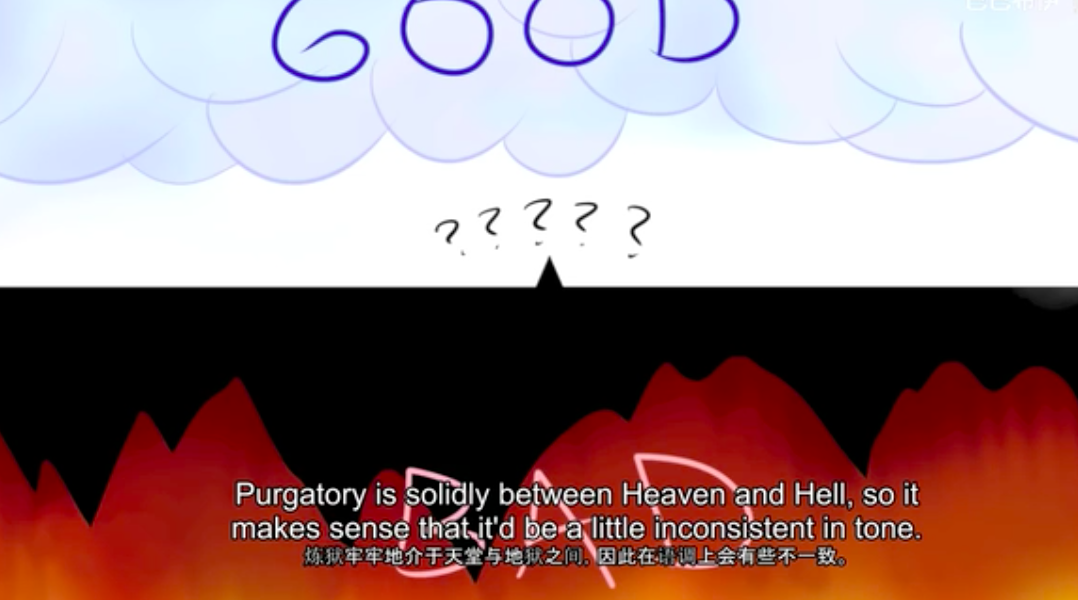 GOOD
?????
BAD
Purgatory is solidly between Heaven and Hell, so it
makes sense that it'd be a little inconsistent in tone.
炼狱牢牢地介于天堂与地狱之间, 因此在语调上会有些不一致。